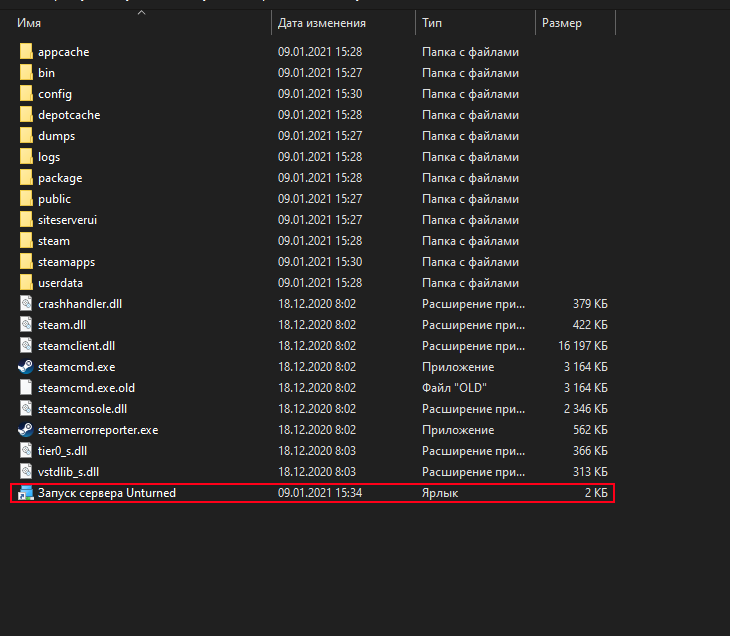 Имя Дата изменения Тип Размер
appcache 09.01.2021 15:28 Папка с файлами
bin 09.01.2021 15:27 Папка с файлами
config 09.01.2021 15:30 Папка с файлами
depotcache 09.01.2021 15:28 Папка с файлами
dumps 09.01.2021 15:27 Папка с файлами
logs 09.01.2021 15:28 Папка с файлами
package 09.01.2021 15:28 Папка с файлами
public 09.01.2021 15:27 Папка с файлами
siteserverui 09.01.2021 15:27 Папка с файлами
steam 09.01.2021 15:28 Папка с файлами
steamapps 09.01.2021 15:30 Папка с файлами
userdata 09.01.2021 15:28 Папка с файлами
crashhandler.dll 18.12.2020 8:02 Расширение при... 379 КБ
steam.dll 18.12.2020 8:02 Расширение при... 422 КБ
steamclient.dll 18.12.2020 8:02 Расширение при... 16 197 КБ
steamcmd.exe 18.12.2020 8:02 Приложение 3 164 КБ
steamcmd.exe.old 18.12.2020 8:02 Файл "OLD" 3 164 КБ
steamconsole.dll 18.12.2020 8:02 Расширение при... 2 346 КБ
steamerrorreporter.exe 18.12.2020 8:02 Приложение 562 КБ
tier0_s.dll 18.12.2020 8:03 Расширение при... 366 КБ
vstdlib_s.dll 18.12.2020 8:03 Расширение при... 313 КБ
Запуск сервера Unturned 09.01.2021 15:34 Ярлык 2 КБ